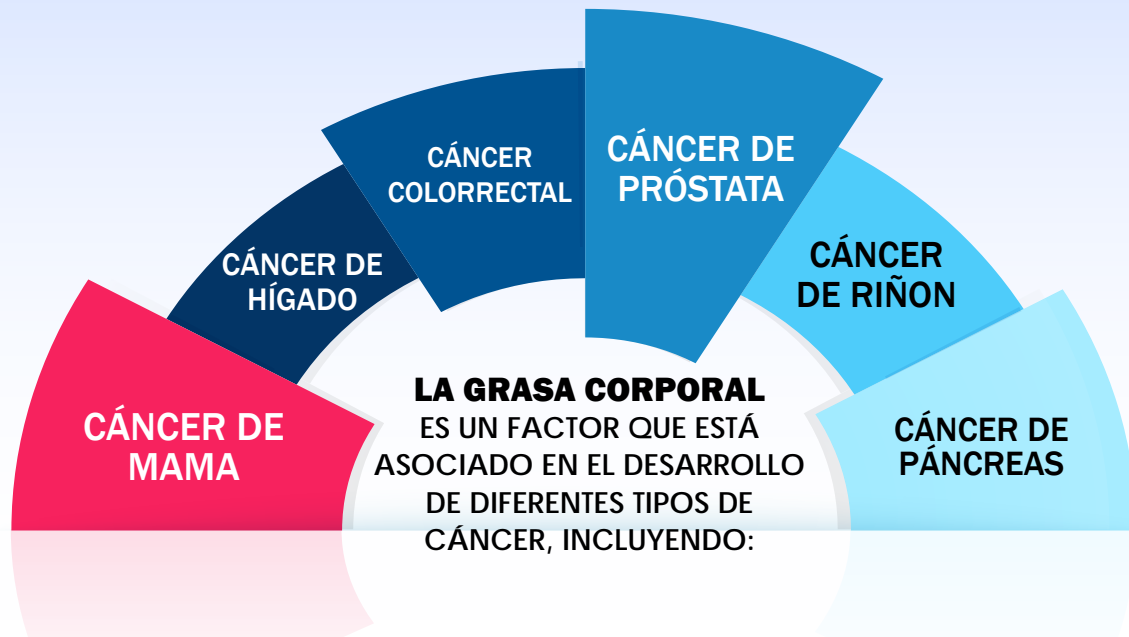 CÁNCER DE
MAMA
CÁNCER DE
HÍGADO
CÁNCER
COLORRECTAL
CÁNCER DE
PRÓSTATA
CÁNCER
DE RIÑON
CÁNCER DE
PÁNCREAS
LA GRASA CORPORAL
ES UN FACTOR QUE ESTÁ
ASOCIADO EN EL DESARROLLO
DE DIFERENTES TIPOS DE
CÁNCER, INCLUYENDO: